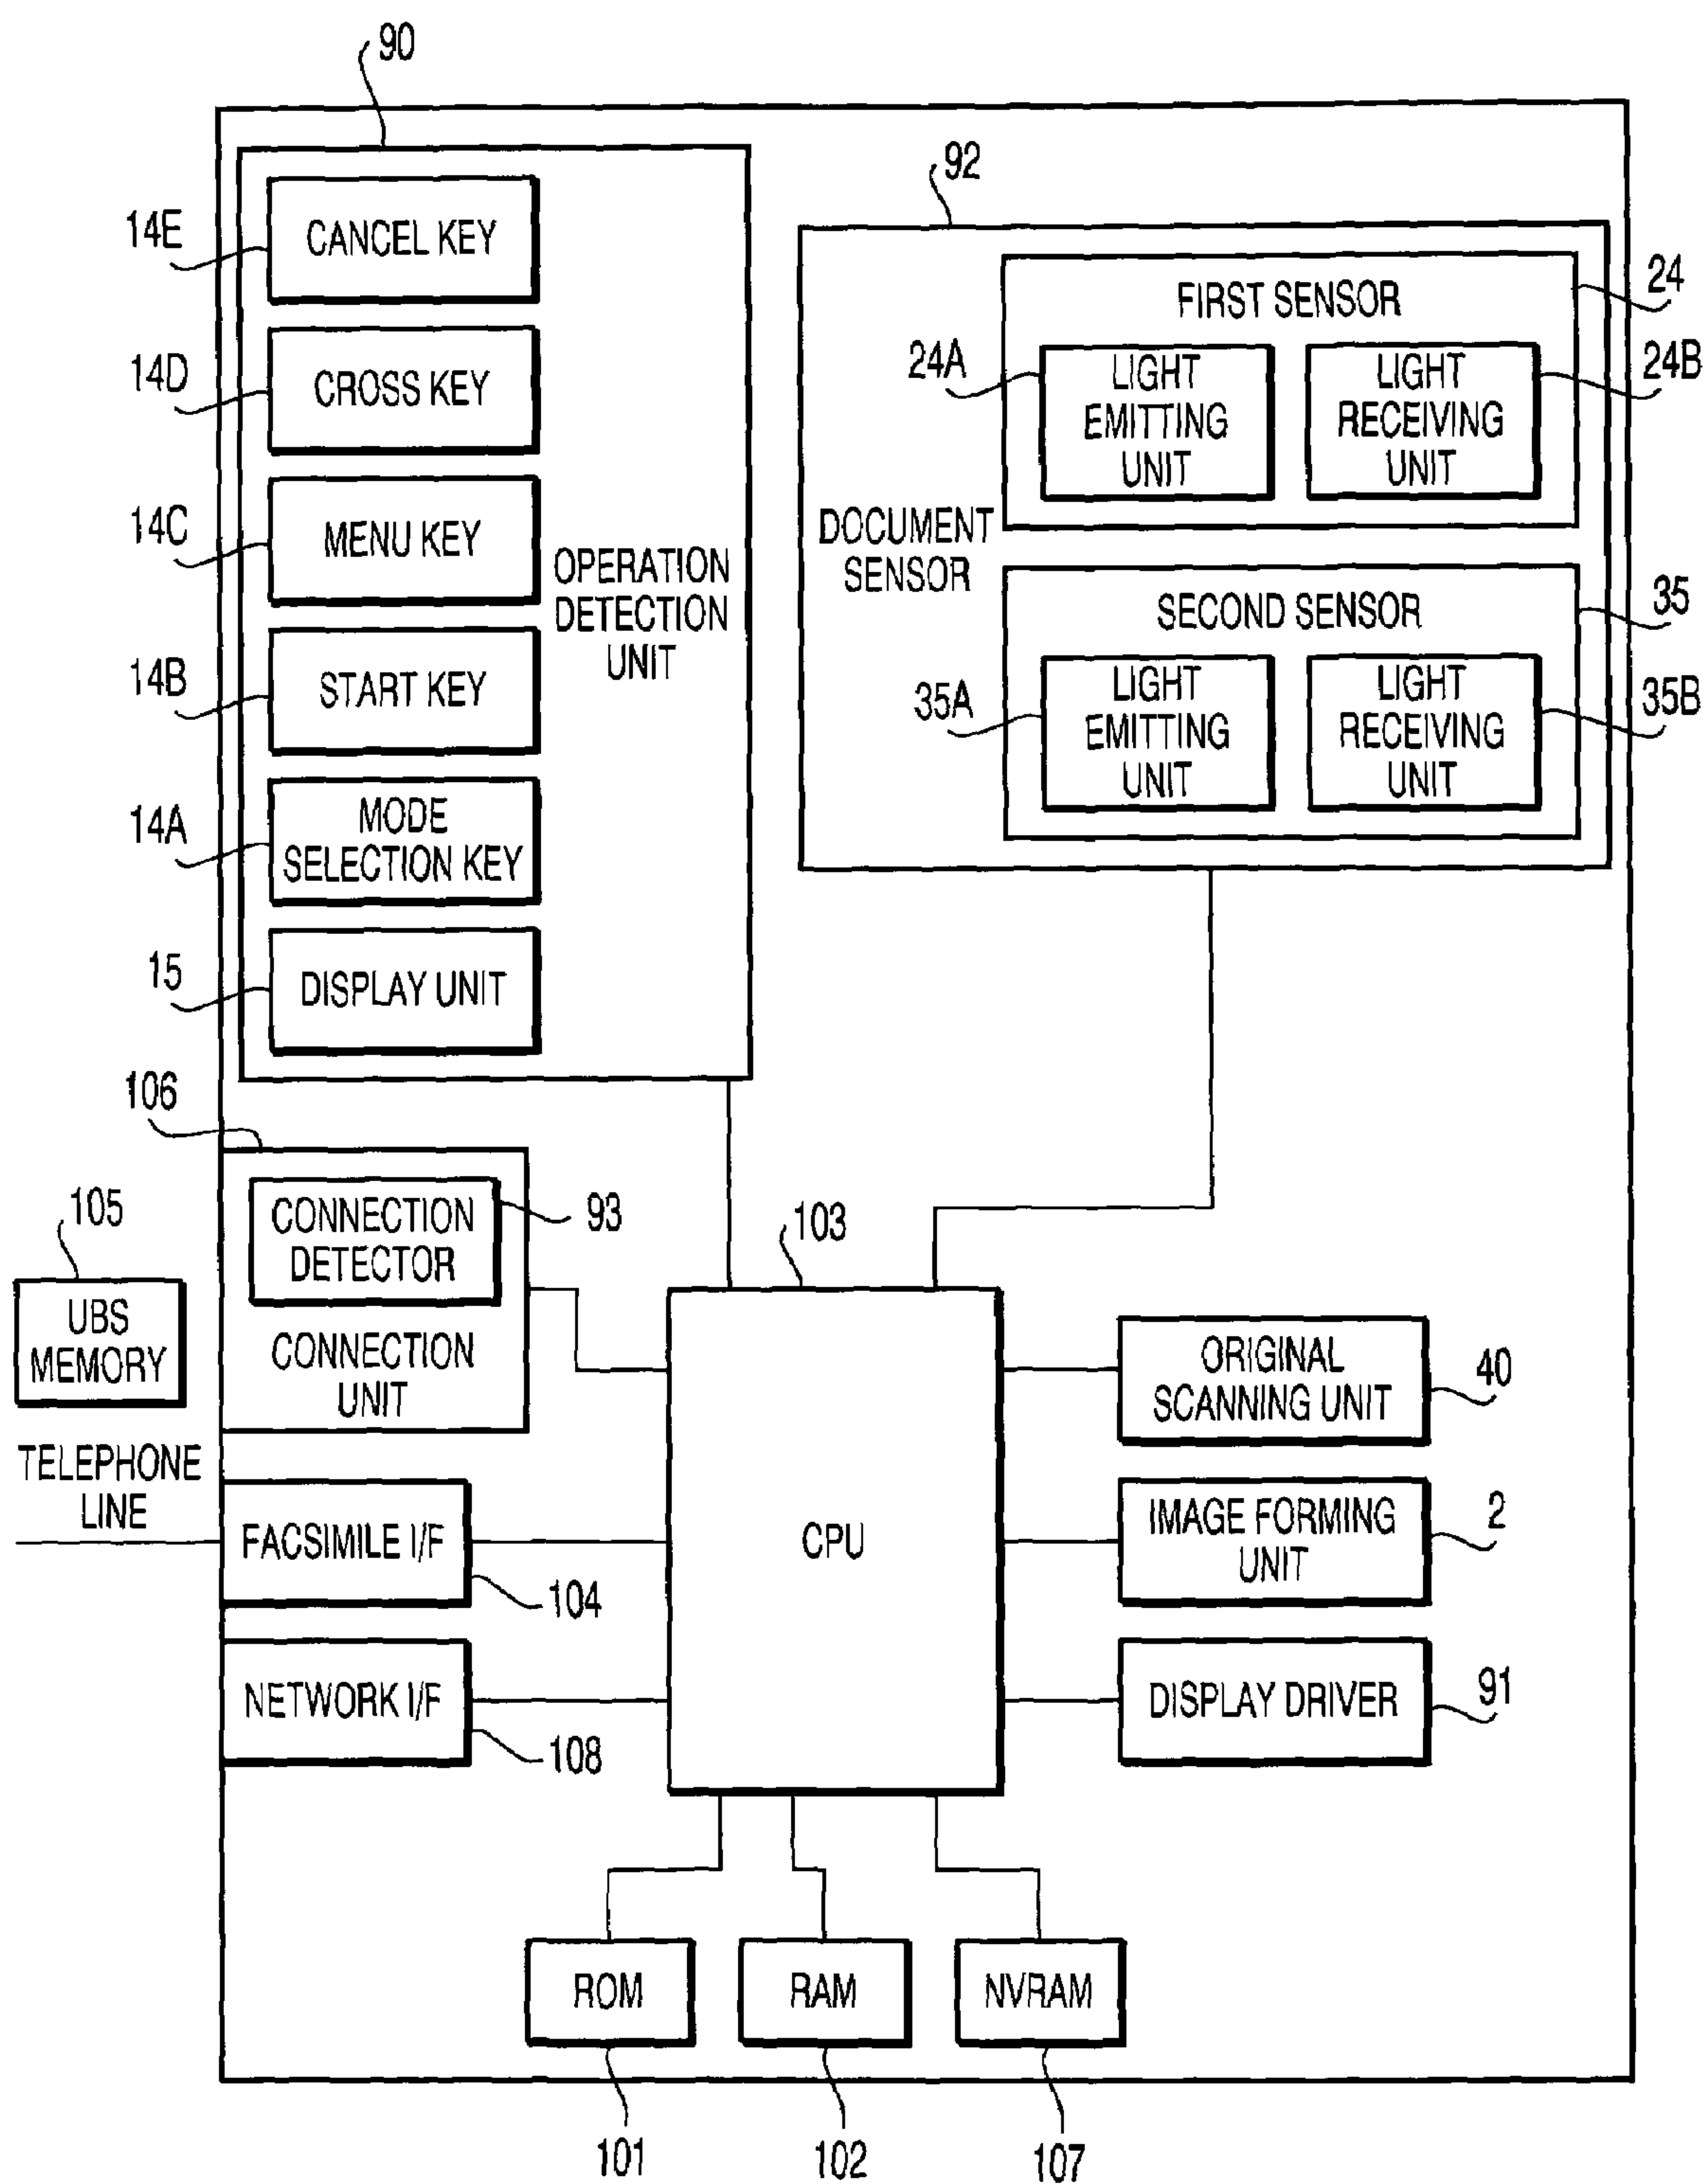 90
92
14E
CANCEL KEY
14D
CROSS KEY
14C
MENU KEY
14B
START KEY
14A
MODE
SELECTION KEY
15
DISPLAY UNIT
OPERATION
DETECTION
UNIT
DOCUMENT
SENSOR
FIRST SENSOR
24
24A
LIGHT
EMITTING
UNIT
LIGHT
RECEIVING
UNIT
24B
SECOND SENSOR
35
35A
LIGHT
EMITTING
UNIT
LIGHT
RECEIVING
UNIT
35B
106
CONNECTION
DETECTOR
93
CONNECTION
UNIT
105
UBS
MEMORY
TELEPHONE
LINE
FACSIMILE I/F
104
NETWORK I/F
108
103
CPU
ORIGINAL
SCANNING UNIT
40
IMAGE FORMING
UNIT
2
DISPLAY DRIVER
91
ROM
RAM
NVRAM
101
102
107